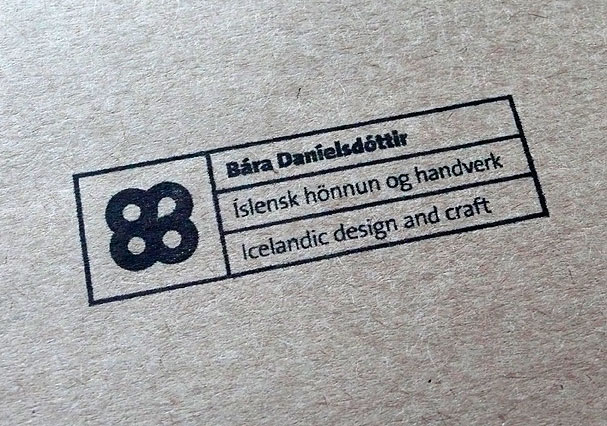 Bára Daníelsdóttir
Íslensk hönnun og handverk
Icelandic design and craft